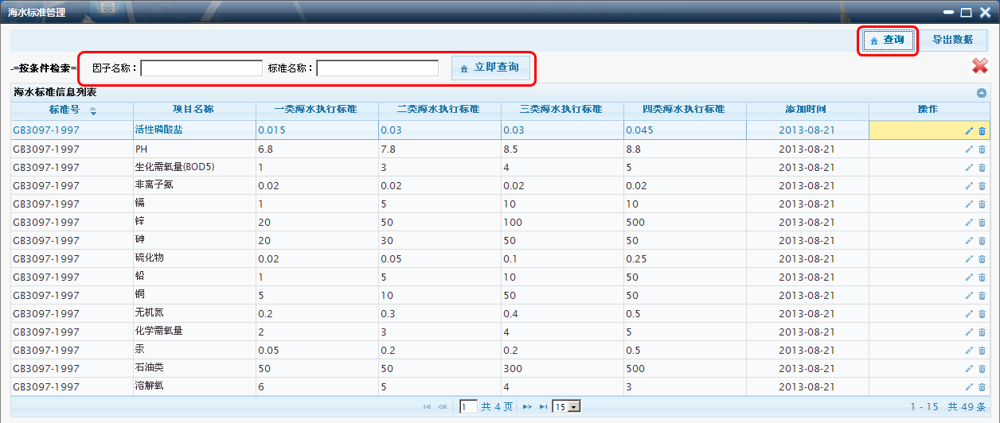 海水标准管理
查询 导出数据
-=按条件检索= 因子名称： 标准名称： 立即查询
海水标准信息列表
标准号 项目名称 一类海水执行标准 二类海水执行标准 三类海水执行标准 四类海水执行标准 添加时间 操作
GB3097-1997 活性磷酸盐 0.015 0.03 0.03 0.045 2013-08-21
GB3097-1997 PH 6.8 7.8 8.5 8.8 2013-08-21
GB3097-1997 生化需氧量(BOD5) 1 3 4 5 2013-08-21
GB3097-1997 非离子氨 0.02 0.02 0.02 0.02 2013-08-21
GB3097-1997 镉 1 5 10 10 2013-08-21
GB3097-1997 锌 20 50 100 500 2013-08-21
GB3097-1997 砷 20 30 50 50 2013-08-21
GB3097-1997 硫化物 0.02 0.05 0.1 0.25 2013-08-21
GB3097-1997 铅 1 5 10 50 2013-08-21
GB3097-1997 铜 5 10 50 50 2013-08-21
GB3097-1997 无机氮 0.2 0.3 0.4 0.5 2013-08-21
GB3097-1997 化学需氧量 2 3 4 5 2013-08-21
GB3097-1997 汞 0.05 0.2 0.2 0.5 2013-08-21
GB3097-1997 石油类 50 50 300 500 2013-08-21
GB3097-1997 溶解氧 6 5 4 3 2013-08-21
1 共 4 页 15 1 - 15 共 49 条